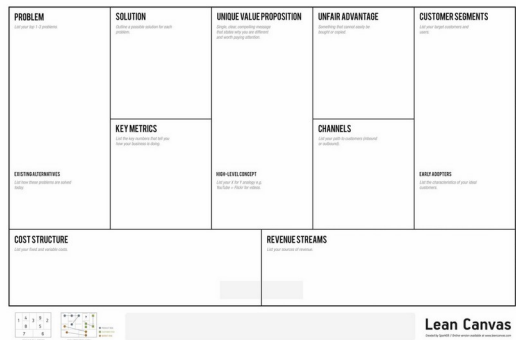 PROBLEM
List your top 1-3 problems.
EXISTING ALTERNATIVES
List how these problems are solved
today.
SOLUTION
Outline a possible solution for each
problem.
KEY METRICS
List the key numbers that tell you
how your business is doing.
UNIQUE VALUE PROPOSITION
Single, clear, compelling message
that states why you are different
and worth paying attention.
HIGH-LEVEL CONCEPT
List your X for Y analogy e.g.
YouTube = Flickr for videos.
UNFAIR ADVANTAGE
Something that cannot easily be
bought or copied.
CHANNELS
List your path to customers (inbound
or outbound).
CUSTOMER SEGMENTS
List your target customers and
users.
EARLY ADOPTERS
List the characteristics of your ideal
customers.
COST STRUCTURE
List your fixed and variable costs.
REVENUE STREAMS
List your sources of revenue.
Lean Canvas